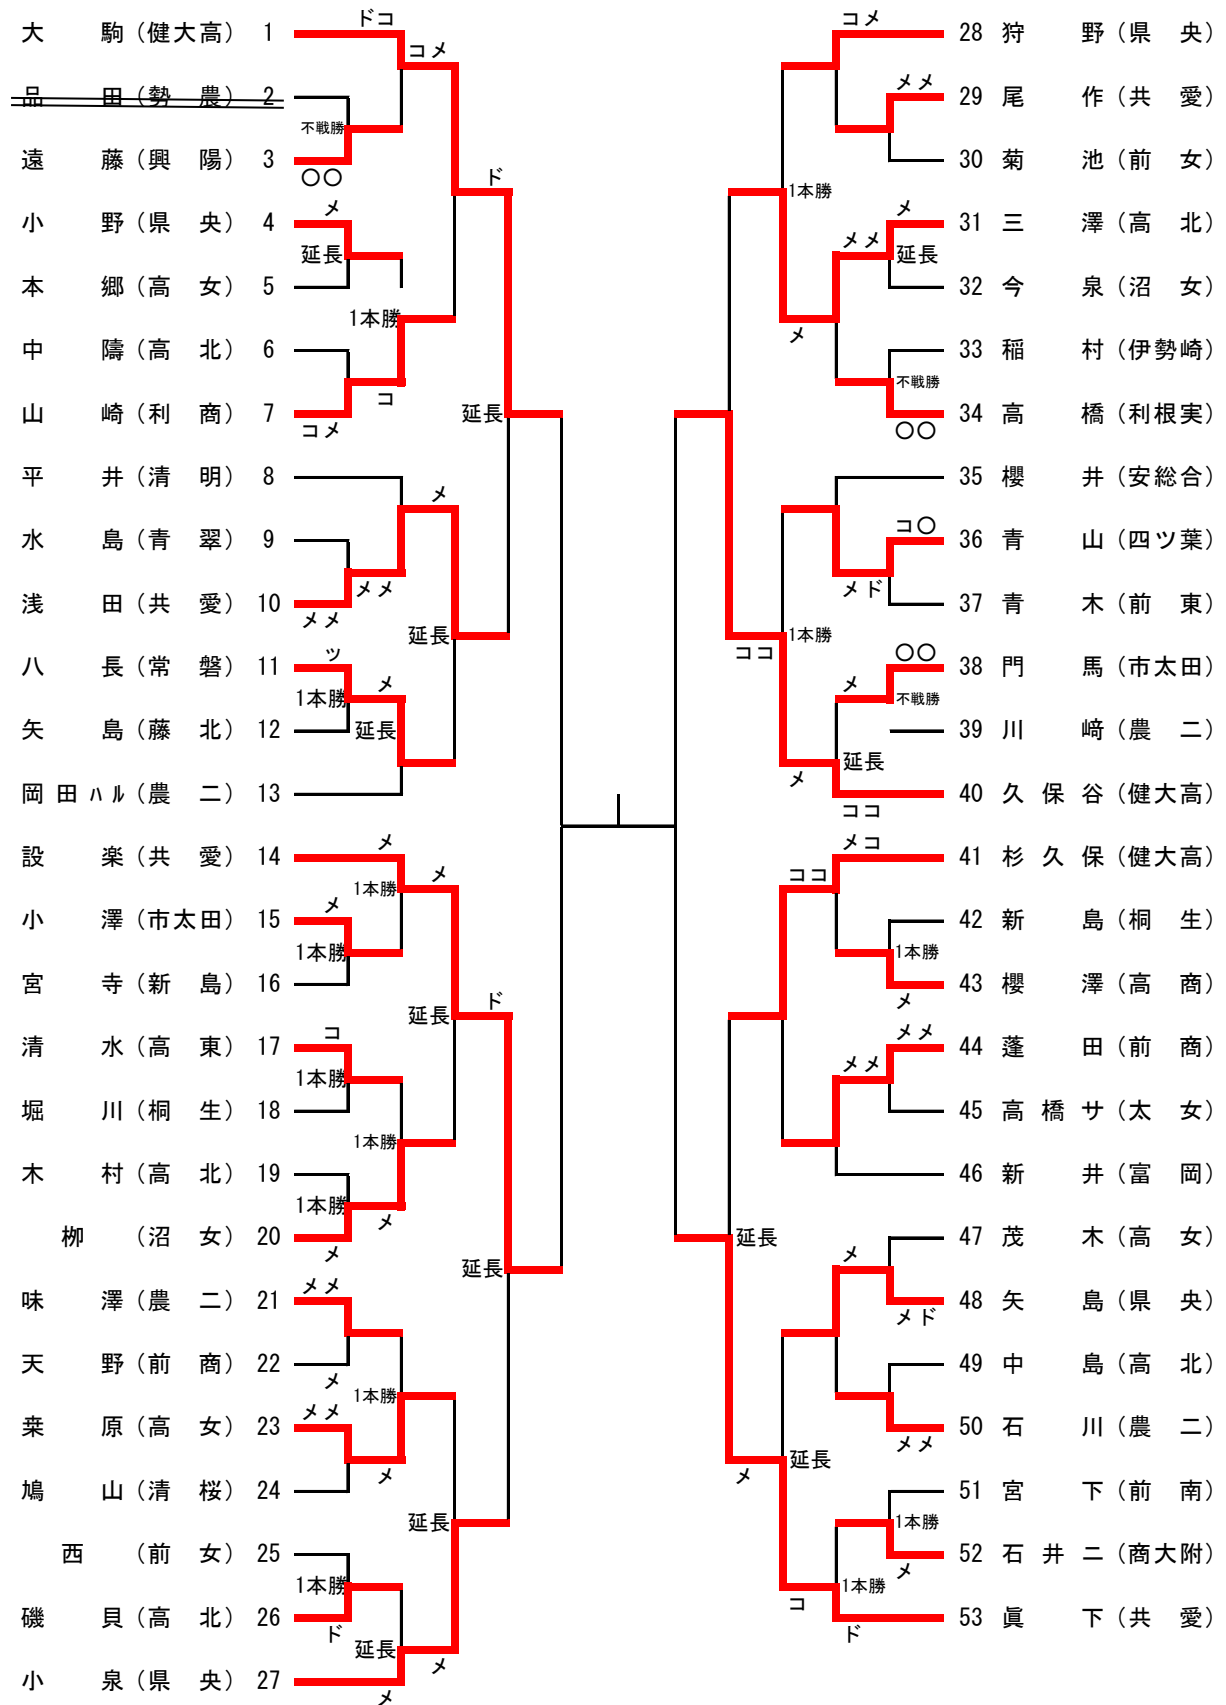 大駒(健大高) 1
品田(勢農) 2
遠藤(興陽) 3
小野(県央) 4
本郷(高女) 5
中隯(高北) 6
山崎(利商) 7
平井(清明) 8
水島(青翠) 9
浅田(共愛) 10
八長(常磐) 11
矢島(藤北) 12
岡田ハル(農二) 13
設楽(共愛) 14
小澤(市太田) 15
宮寺(新島) 16
清水(高東) 17
堀川(桐生) 18
木村(高北) 19
栁(沼女) 20
味澤(農二) 21
天野(前商) 22
桒原(高女) 23
鳩山(清桜) 24
西(前女) 25
磯貝(高北) 26
小泉(県央) 27
ドコ
コメ
不戦勝
〇〇
メ
延長
1本勝
コ
コメ
ド
延長
メ
メメ
メメ
延長
ツ
1本勝
メ
延長
メ
1本勝
メ
メ
1本勝
ド
延長
コ
1本勝
1本勝
1本勝
メ
メ
延長
メメ
メ
1本勝
メメ
メ
延長
1本勝
ド
延長
メ
メ
28 狩野(県央)
29 尾作(共愛)
30 菊池(前女)
31 三澤(高北)
32 今泉(沼女)
33 稲村(伊勢崎)
34 高橋(利根実)
35 櫻井(安総合)
36 青山(四ツ葉)
37 青木(前東)
38 門馬(市太田)
39 川﨑(農二)
40 久保谷(健大高)
41 杉久保(健大高)
42 新島(桐生)
43 櫻澤(高商)
44 蓬田(前商)
45 高橋サ(太女)
46 新井(富岡)
47 茂木(高女)
48 矢島(県央)
49 中島(高北)
50 石川(農二)
51 宮下(前南)
52 石井ニ(商大附)
53 眞下(共愛)
コメ
メメ
1本勝
メ
メメ
延長
メ
不戦勝
〇〇
コ〇
メド
1本勝
ココ
〇〇
メ
不戦勝
延長
メ
ココ
メコ
ココ
1本勝
メ
メメ
メメ
延長
メ
メド
メメ
延長
メ
1本勝
メ
1本勝
コ
ド